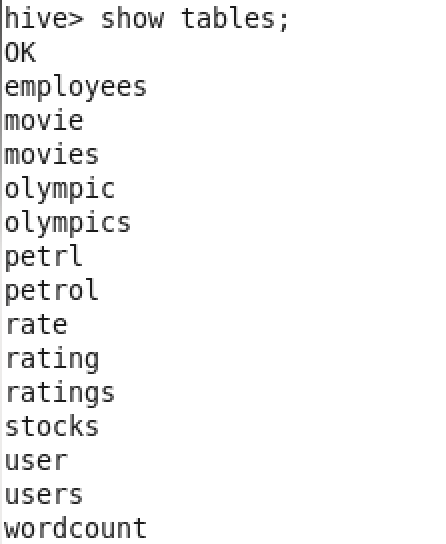 hive> show tables;
OK
employees
movie
movies
olympic
olympics
petrl
petrol
rate
rating
ratings
stocks
user
users
wordcount